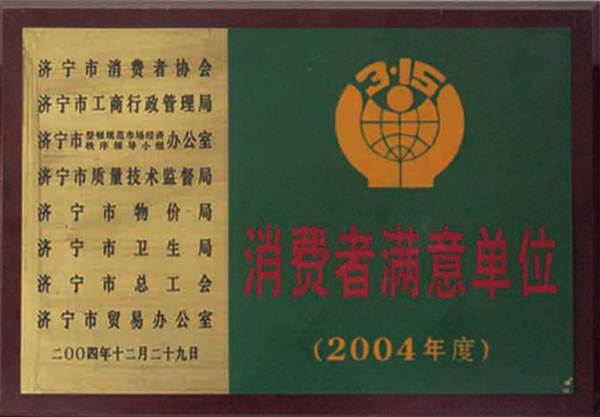 济宁市消费者协会
济宁市工商行政管理局
济宁市整顿规范市场经济秩序领导小组办公室
济宁市质量技术监督局
济宁市物价局
济宁市卫生局
济宁市总工会
济宁市贸易办公室
二〇〇四年十二月二十九日
3·15
消费者满意单位
(2004年度)